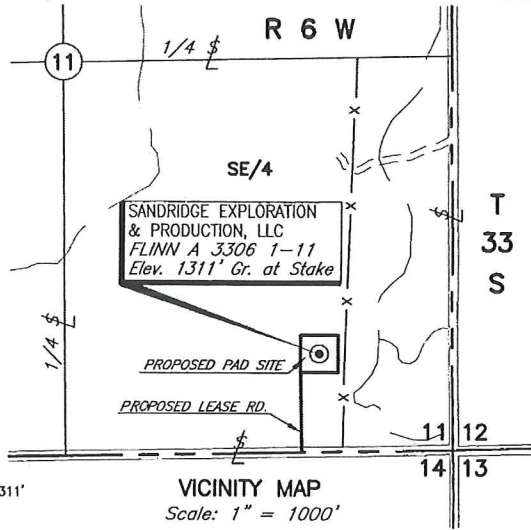 R 6 W
1/4 S
11
SE/4
SANDRIDGE EXPLORATION
& PRODUCTION, LLC
FLINN A 3306 1-11
Elev. 1311' Gr. at Stake
T
33
S
1/4 S
S
PROPOSED PAD SITE
PROPOSED LEASE RD.
S
11 12
14 13
311'
VICINITY MAP
Scale: 1" = 1000'